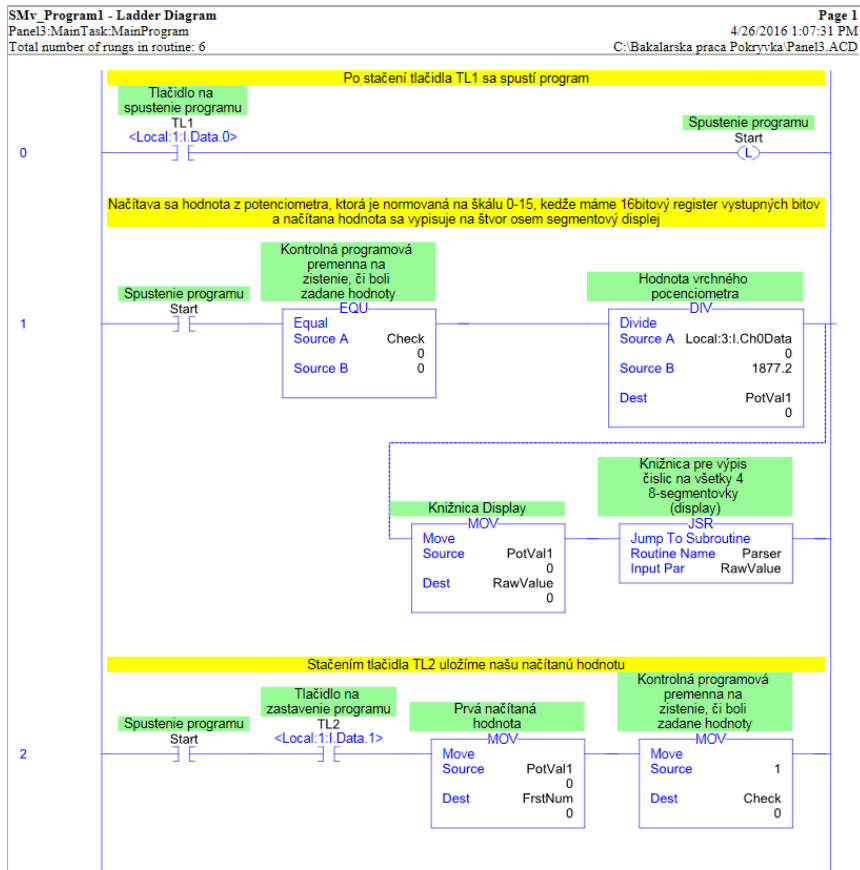 SMv_Program1 - Ladder Diagram
Page 1
Panel3:MainTask:MainProgram
4/26/2016 1:07:31 PM
Total number of rungs in routine: 6
C:\Bakalarska praca Pokryvka\Panel3.ACD
Po stačení tlačidla TL1 sa spustí program
Tlačidlo na
spustenie programu
TL1
<Local:1:I.Data.0>
Spustenie programu
Start
L
0
Načítava sa hodnota z potenciometra, ktorá je normovaná na škálu 0-15, kedže máme 16bitový register vystupných bitov
a načítana hodnota sa vypisuje na štvor osem segmentový displej
Spustenie programu
Start
Kontrolná programová
premenna na
zistenie, či boli
zadane hodnoty
EQU
Equal
Source A Check
0
Source B 0
Hodnota vrchného
pocenciometra
DIV
Divide
Source A Local:3:I.Ch0Data
0
Source B 1877.2
Dest PotVal1
0
1
Knižnica Display
MOV
Move
Source PotVal1
0
Dest RawValue
0
Knižnica pre výpis
čislic na všetky 4
8-segmentovky
(display)
JSR
Jump To Subroutine
Routine Name Parser
Input Par RawValue
Stačením tlačidla TL2 uložíme našu načítanú hodnotu
Spustenie programu
Start
Tlačidlo na
zastavenie programu
TL2
<Local:1:I.Data.1>
Prvá načítaná
hodnota
MOV
Move
Source PotVal1
0
Dest FrstNum
0
Kontrolná programová
premenna na
zistenie, či boli
zadane hodnoty
MOV
Move
Source 1
Dest Check
0
2